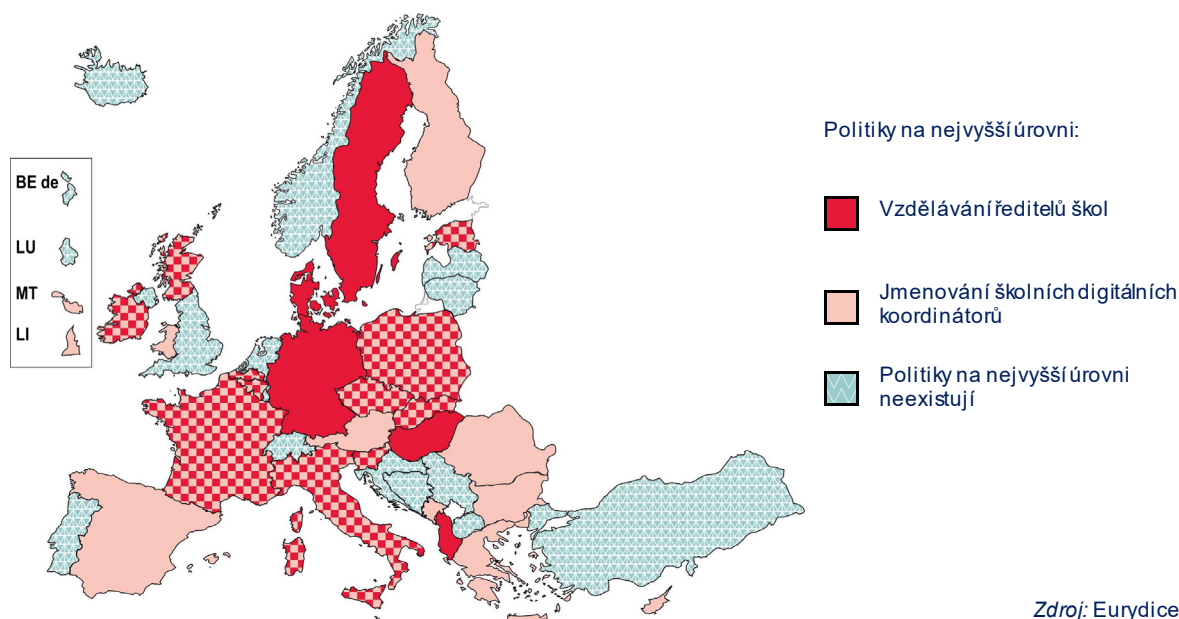 BE de
LU
MT
LI
Politiky na nejvyšší úrovni:
Vzdělávání ředitelů škol
Jmenování školních digitálních
koordinátorů
Politiky na nejvyšší úrovni
neexistují
Zdroj: Eurydice